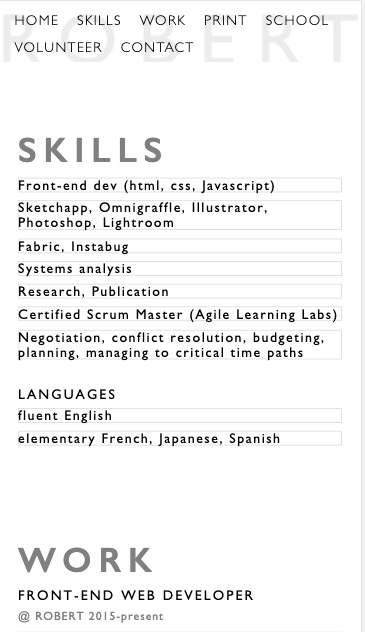 HOME SKILLS WORK PRINT SCHOOL
VOLUNTEER CONTACT
ROBERT
SKILLS
Front-end dev (html, css, Javascript)
Sketchapp, Omnigraffle, Illustrator,
Photoshop, Lightroom
Fabric, Instabug
Systems analysis
Research, Publication
Certified Scrum Master (Agile Learning Labs)
Negotiation, conflict resolution, budgeting,
planning, managing to critical time paths
LANGUAGES
fluent English
elementary French, Japanese, Spanish
WORK
FRONT-END WEB DEVELOPER
@ ROBERT 2015-present